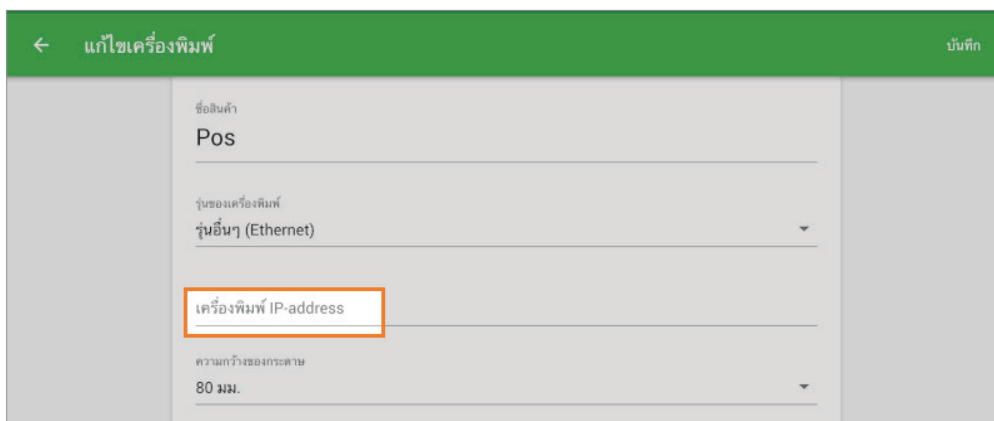 แก้ไขเครื่องพิมพ์
บันทึก
ชื่อสินค้า
Pos
รุ่นของเครื่องพิมพ์
รุ่นอื่นๆ (Ethernet)
เครื่องพิมพ์ IP-address
ความกว้างของกระดาษ
80 มม.